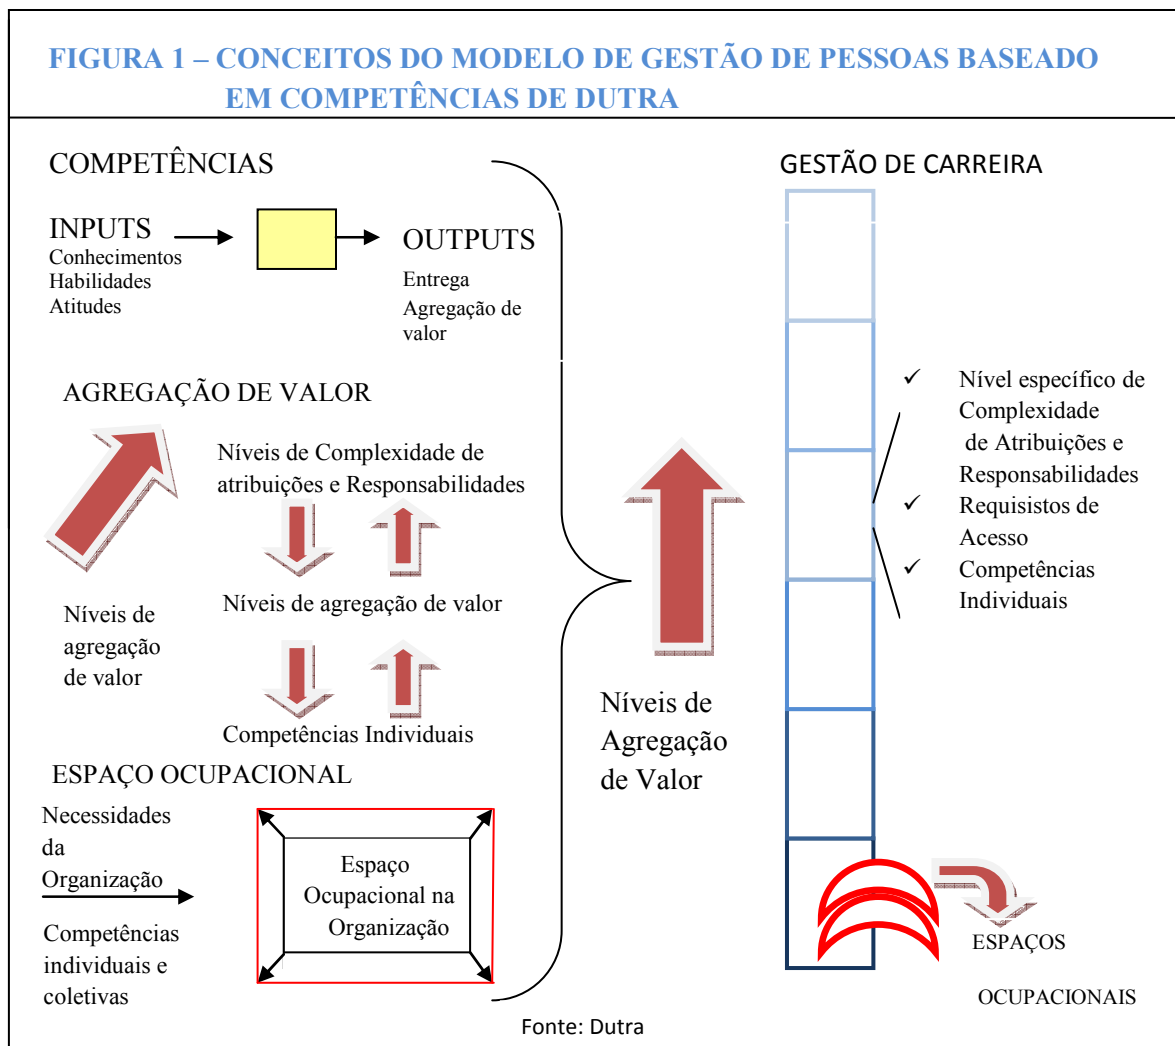 FIGURA 1 – CONCEITOS DO MODELO DE GESTÃO DE PESSOAS BASEADO
EM COMPETÊNCIAS DE DUTRA
COMPETÊNCIAS
INPUTS
Conhecimentos
Habilidades
Atitudes
OUTPUTS
Entrega
Agregação de
valor
AGREGAÇÃO DE VALOR
Níveis de Complexidade de
atribuições e Responsabilidades
Níveis de agregação de valor
Competências Individuais
Níveis de
agregação
de valor
ESPAÇO OCUPACIONAL
Necessidades
da
Organização
Competências
individuais e
coletivas
Espaço
Ocupacional na
Organização
Níveis de
Agregação
de Valor
GESTÃO DE CARREIRA
✓ Nível específico de
Complexidade
de Atribuições e
Responsabilidades
✓ Requisistos de
Acesso
✓ Competências
Individuais
ESPAÇOS
OCUPACIONAIS
Fonte: Dutra